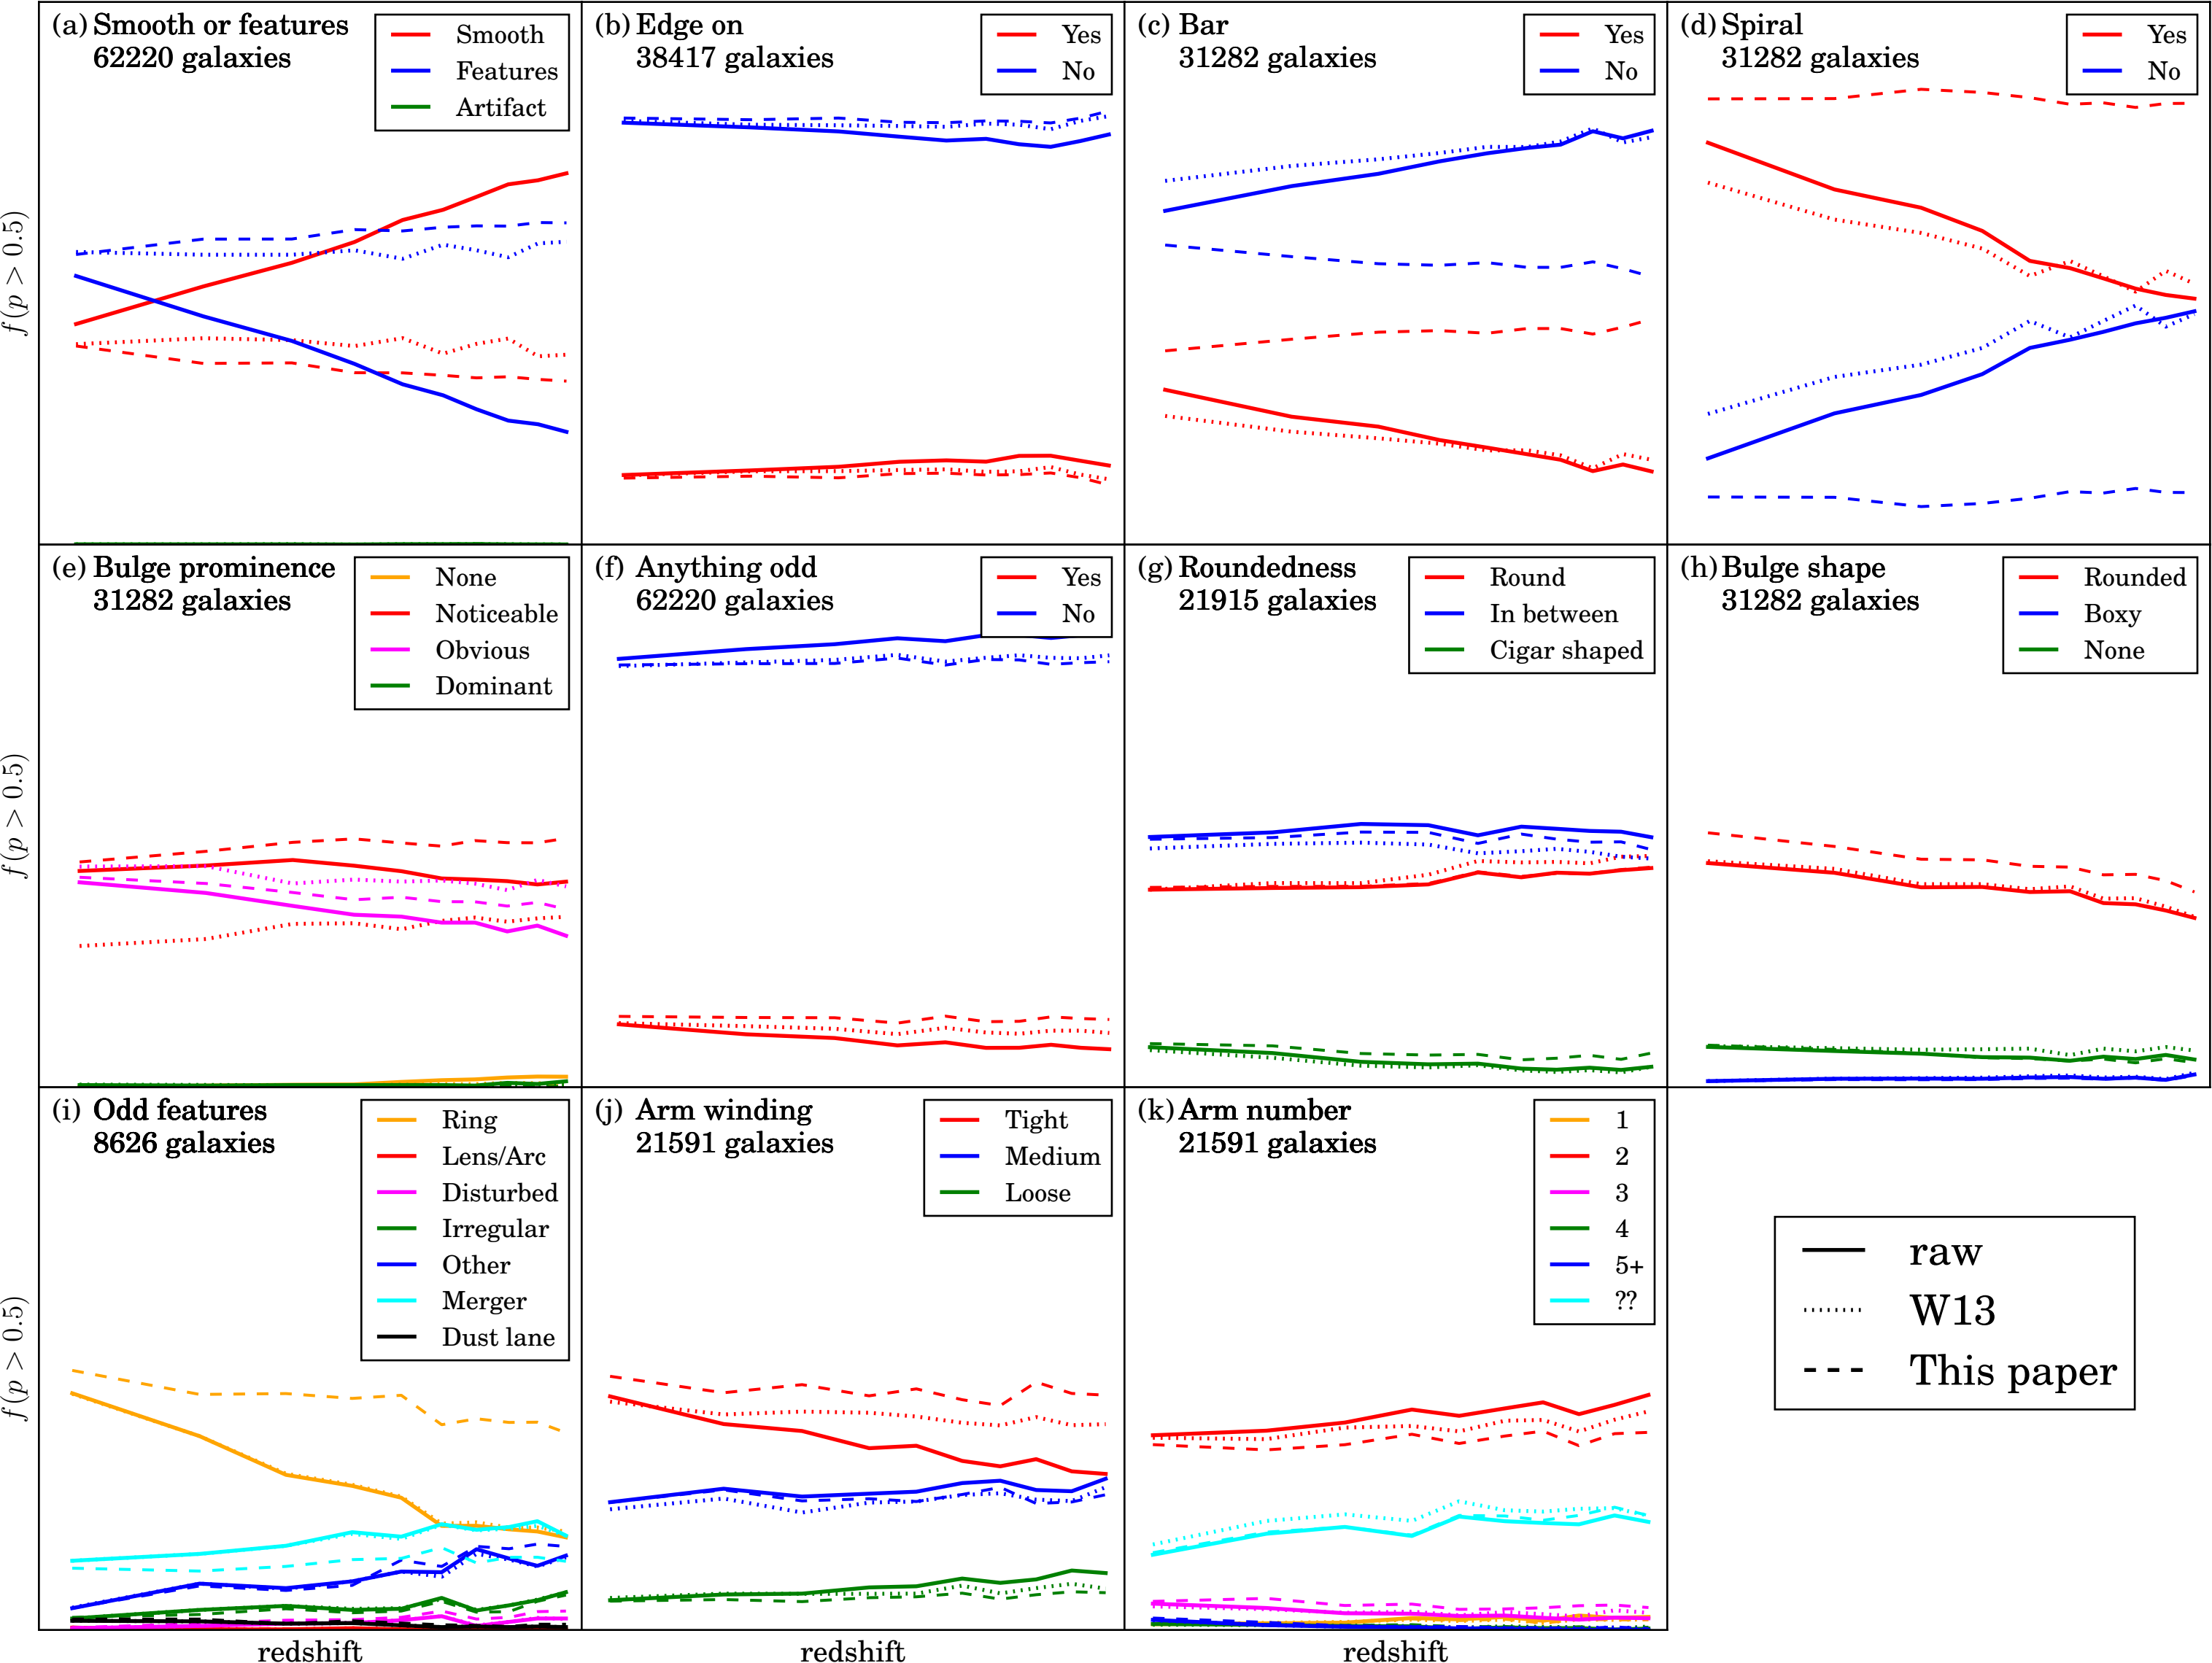 (a) Smooth or features
62220 galaxies
Smooth
Features
Artifact
(b) Edge on
38417 galaxies
Yes
No
(c) Bar
31282 galaxies
Yes
No
(d) Spiral
31282 galaxies
Yes
No
f(p > 0.5)
(e) Bulge prominence
31282 galaxies
None
Noticeable
Obvious
Dominant
(f) Anything odd
62220 galaxies
Yes
No
(g) Roundedness
21915 galaxies
Round
In between
Cigar shaped
(h) Bulge shape
31282 galaxies
Rounded
Boxy
None
f(p > 0.5)
(i) Odd features
8626 galaxies
Ring
Lens/Arc
Disturbed
Irregular
Other
Merger
Dust lane
(j) Arm winding
21591 galaxies
Tight
Medium
Loose
(k) Arm number
21591 galaxies
1
2
3
4
5+
??
raw
W13
This paper
f(p > 0.5)
redshift
redshift
redshift